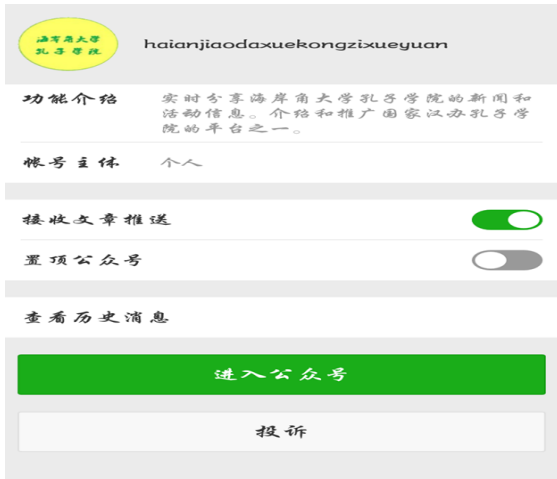 海岸角大学
孔子学院
haianjiaodaxuekongzixueyuan
功能介绍
实时分享海岸角大学孔子学院的新闻和
活动信息。介绍和推广国家汉办孔子学
院的平台之一。
帐号主体
个人
接收文章推送
置顶公众号
查看历史消息
进入公众号
投诉